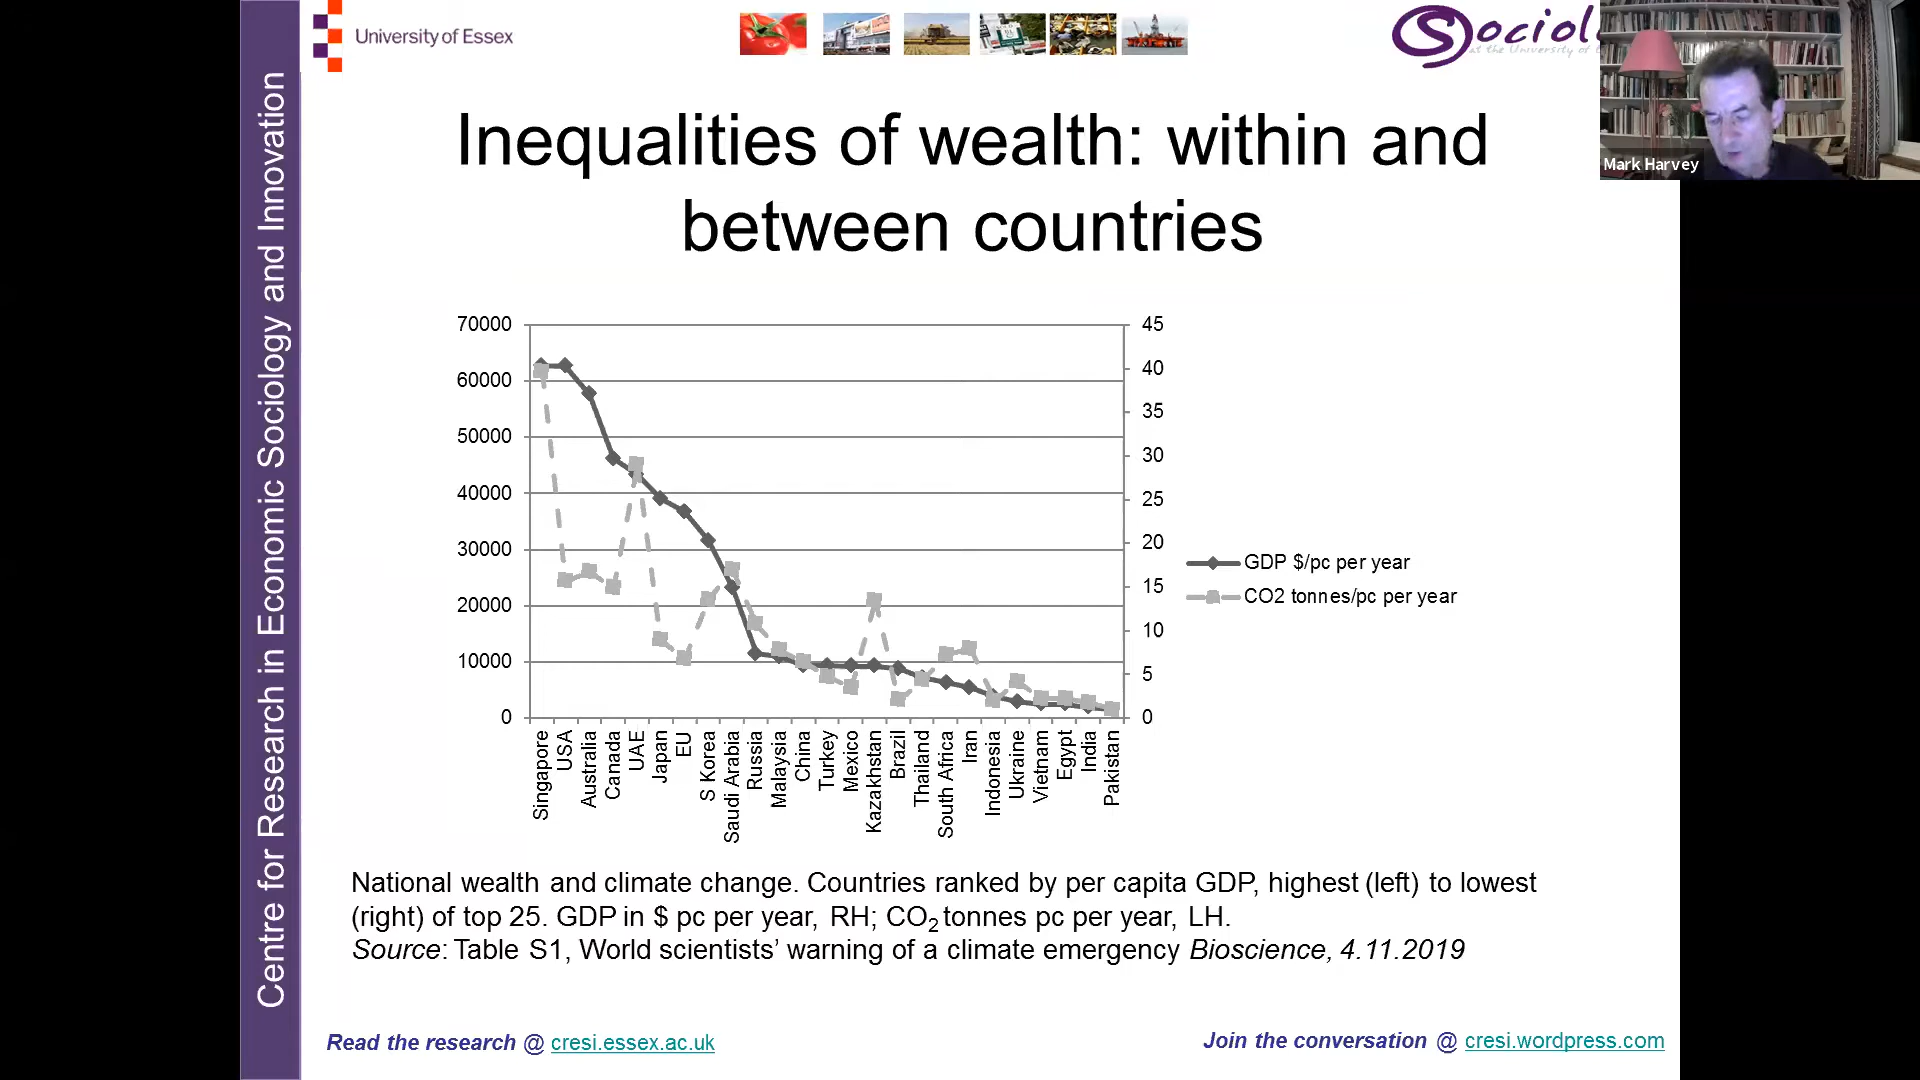 Centre for Research in Economic Sociology and Innovation
University of Essex
Sociol
at the University of
Mark Harvey
Inequalities of wealth: within and
between countries
70000
60000
50000
40000
30000
20000
10000
0
45
40
35
30
25
20
15
10
5
0
GDP $/pc per year
CO2 tonnes/pc per year
Singapore
USA
Australia
Canada
UAE
Japan
EU
S Korea
Saudi Arabia
Russia
Malaysia
China
Turkey
Mexico
Kazakhstan
Brazil
Thailand
South Africa
Iran
Indonesia
Ukraine
Vietnam
Egypt
India
Pakistan
National wealth and climate change. Countries ranked by per capita GDP, highest (left) to lowest
(right) of top 25. GDP in $ pc per year, RH; CO2 tonnes pc per year, LH.
Source: Table S1, World scientists’ warning of a climate emergency Bioscience, 4.11.2019
Read the research @ cresi.essex.ac.uk
Join the conversation @ cresi.wordpress.com